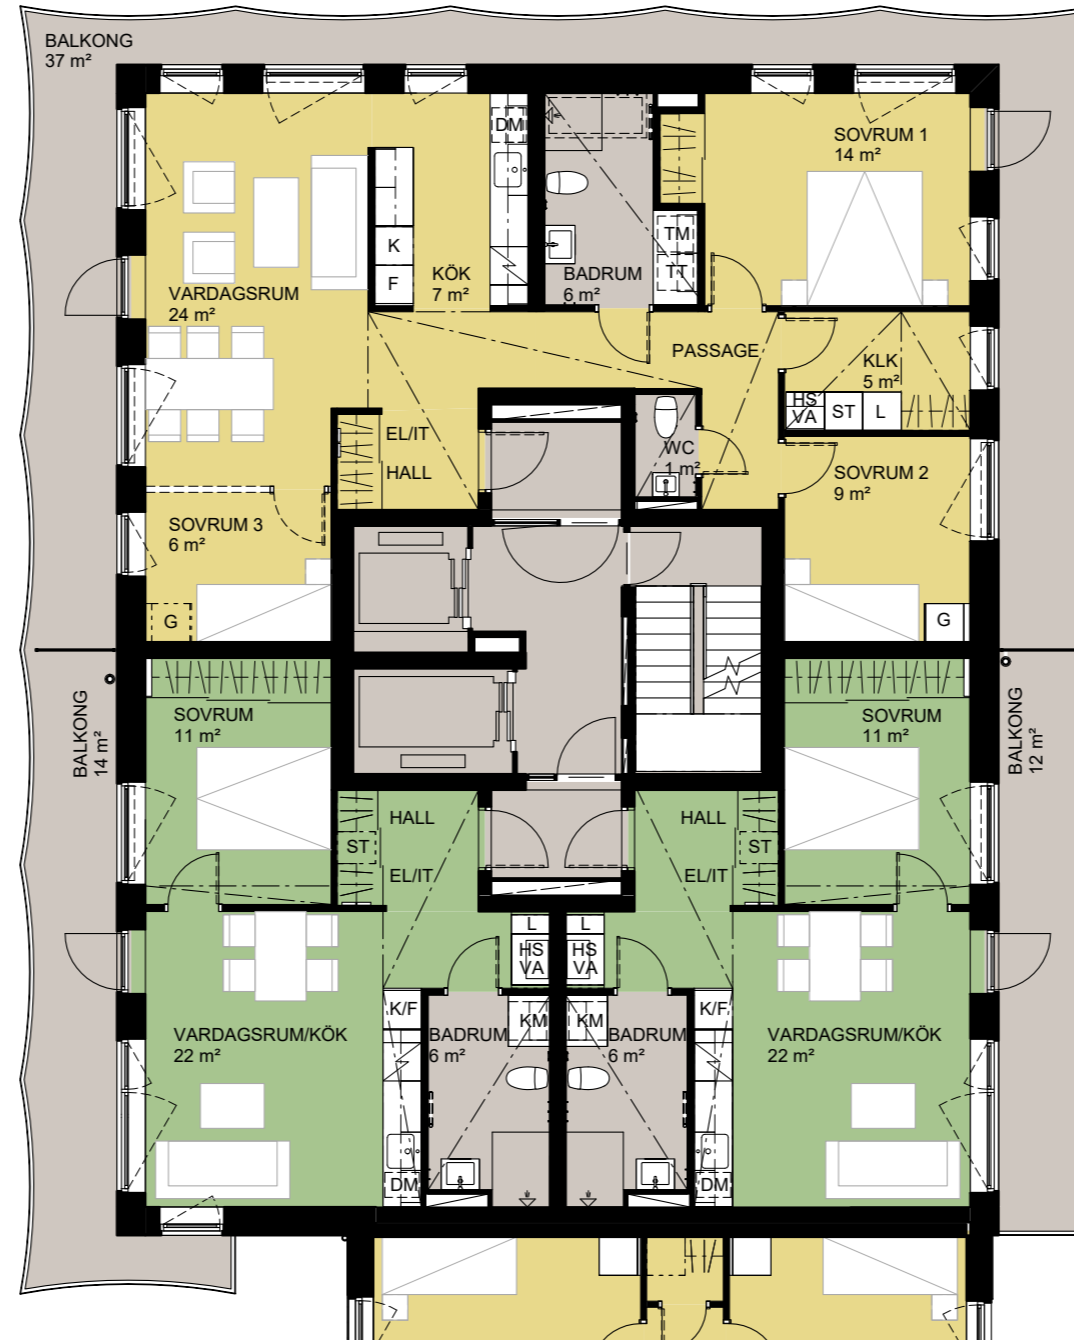 BALKONG
37 m²
DM
SOVRUM 1
14 m²
K
F
KÖK
7 m²
TM
TT
BADRUM
6 m²
VARDAGSRUM
24 m²
PASSAGE
KLK
5 m²
HS
VA
ST
L
EL/IT
HALL
WC
1 m²
SOVRUM 2
9 m²
SOVRUM 3
6 m²
G
G
BALKONG
14 m²
SOVRUM
11 m²
SOVRUM
11 m²
BALKONG
12 m²
HALL
ST
EL/IT
HALL
ST
EL/IT
L
HS
VA
L
HS
VA
K/F
KM
KM
K/F
VARDAGSRUM/KÖK
22 m²
BADRUM
6 m²
BADRUM
6 m²
VARDAGSRUM/KÖK
22 m²
DM
DM